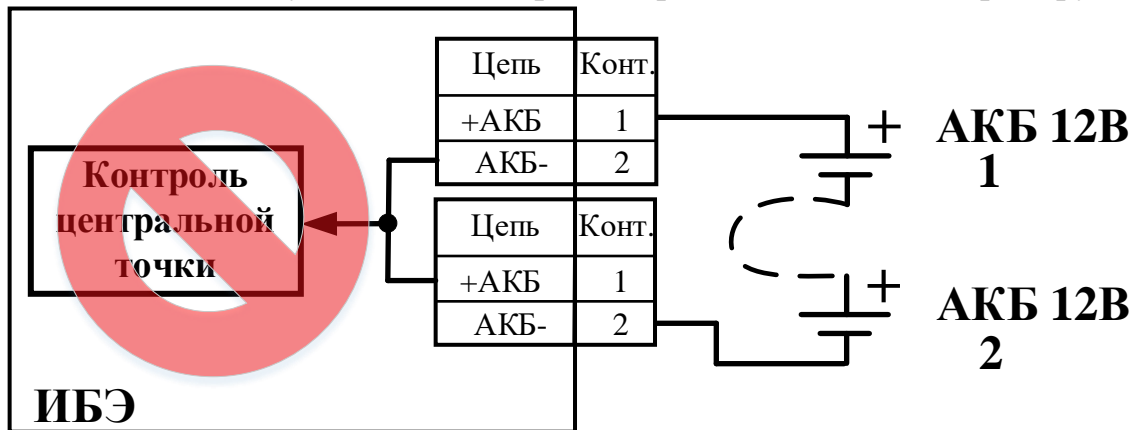 Цепь Конт.
+АКБ 1
АКБ- 2
Контроль
центральной
точки
Цепь Конт.
+АКБ 1
АКБ- 2
+ АКБ 12В
1
+ АКБ 12В
2
ИБЭ